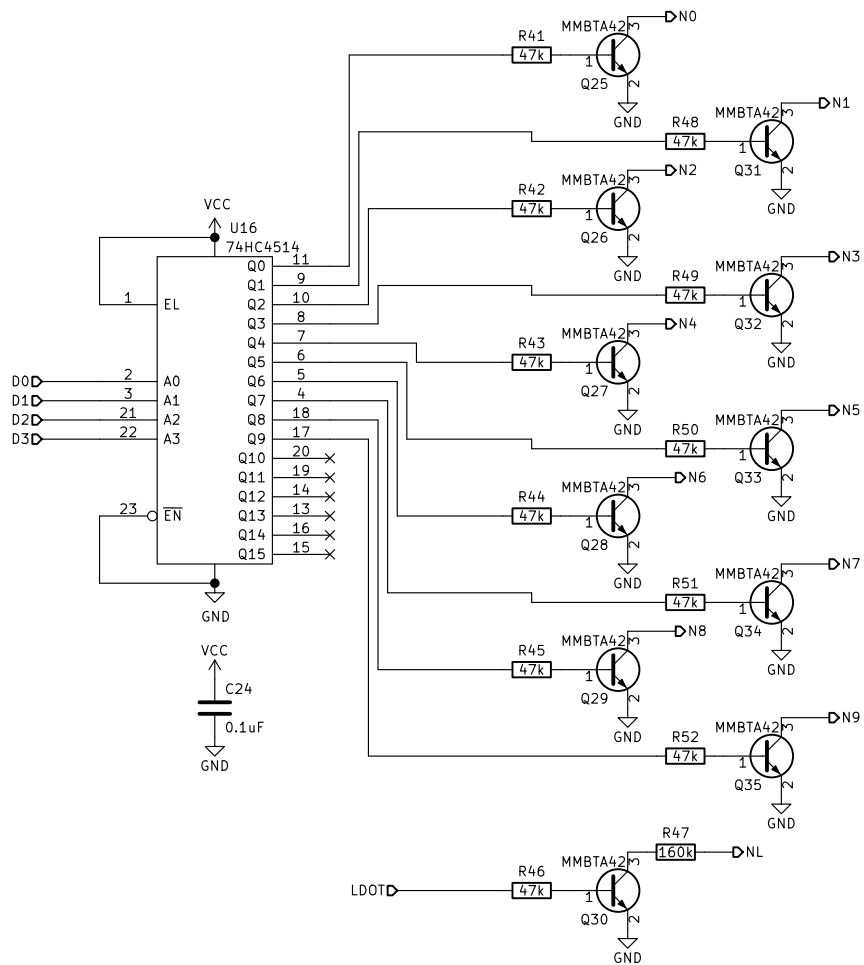 N0
MMBTA42
3
R41
47k
1
Q25
2
GND
N1
MMBTA42
3
R48
47k
1
Q31
2
GND
N2
MMBTA42
3
R42
47k
1
Q26
2
GND
VCC
U16
74HC4514
N3
MMBTA42
3
R49
47k
1
Q32
2
GND
N4
MMBTA42
3
R43
47k
1
Q27
2
GND
1 EL
D0 2 A0
D1 3 A1
D2 21 A2
D3 22 A3
23 EN
Q0 11
Q1 9
Q2 10
Q3 8
Q4 7
Q5 6
Q6 5
Q7 4
Q8 18
Q9 17
Q10 20
Q11 19
Q12 14
Q13 13
Q14 16
Q15 15
GND
N5
MMBTA42
3
R50
47k
1
Q33
2
GND
N6
MMBTA42
3
R44
47k
1
Q28
2
GND
N7
MMBTA42
3
R51
47k
1
Q34
2
GND
N8
MMBTA42
3
R45
47k
1
Q29
2
GND
VCC
C24
0.1uF
GND
N9
MMBTA42
3
R52
47k
1
Q35
2
GND
R47
160k
NL
MMBTA42
3
LDOT
R46
47k
1
Q30
2
GND